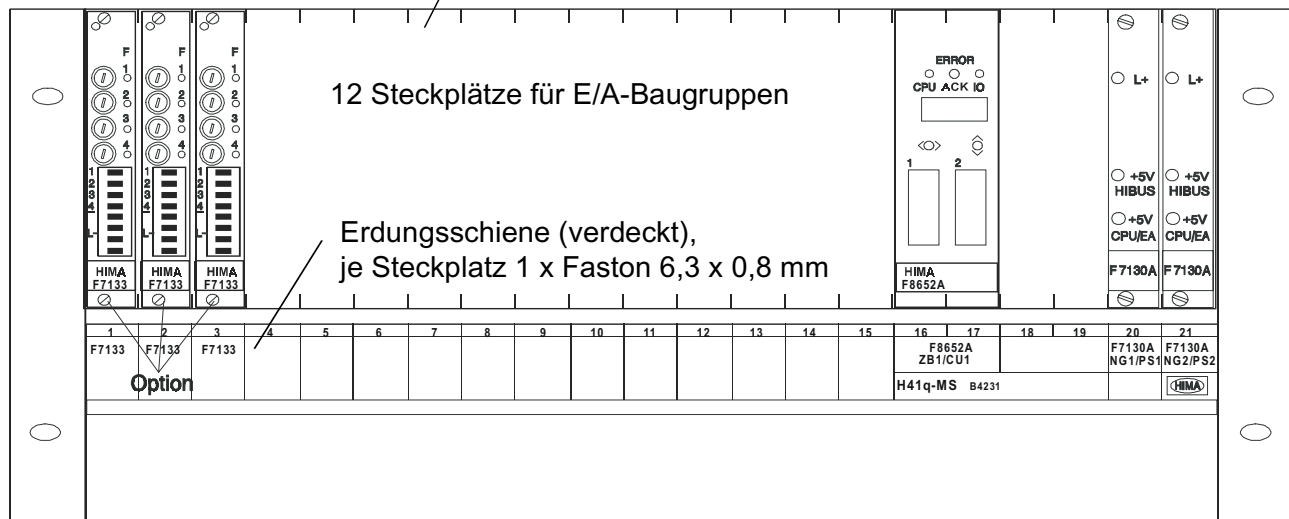 F F F
1 1 1
2 2 2
3 3 3
4 4 4
1 1 1
2 2 2
3 3 3
4 4 4
L- L- L-
HIMA HIMA HIMA
F7133 F7133 F7133
12 Steckplätze für E/A-Baugruppen
Erdungsschiene (verdeckt),
je Steckplatz 1 x Faston 6,3 x 0,8 mm
ERROR
CPU ACK IO
1 2
HIMA
F8652A
L+ L+
+5V +5V
HIBUS HIBUS
+5V +5V
CPU/EA CPU/EA
F7130A F7130A
1 2 3 4 5 6 7 8 9 10 11 12 13 14 15 16 17 18 19 20 21
F7133 F7133 F7133 F8652A F7130A F7130A
ZB1/CU1 NG1/PS1 NG2/PS2
Option
H41q-MS B4231 HIMA